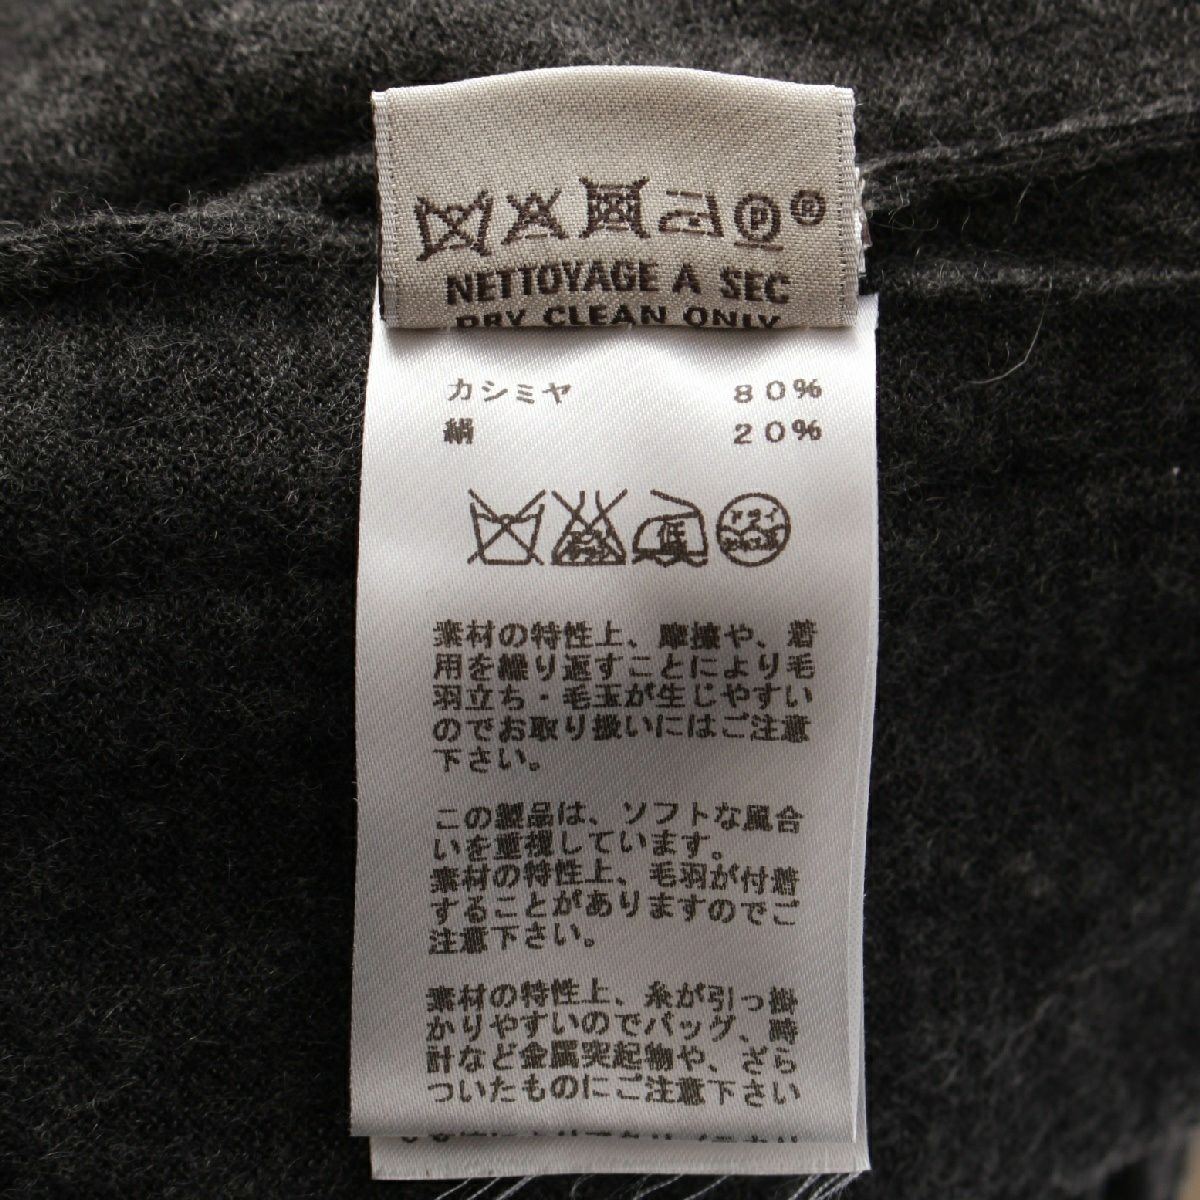 P
R
NETTOYAGE A SEC
DRY CLEAN ONLY
カシミヤ 80%
絹 20%
低
ドライ
素材の特性上、摩擦や、着
用を繰り返すことにより毛
羽立ち・毛玉が生じやすい
のでお取り扱いにはご注意
下さい。
この製品は、ソフトな風合
いを重視しています。
素材の特性上、毛羽が付着
することがありますのでご
注意下さい。
素材の特性上、糸が引っ掛
かりやすいのでバッグ、時
計など金属突起物や、ざら
ついたものにご注意下さい